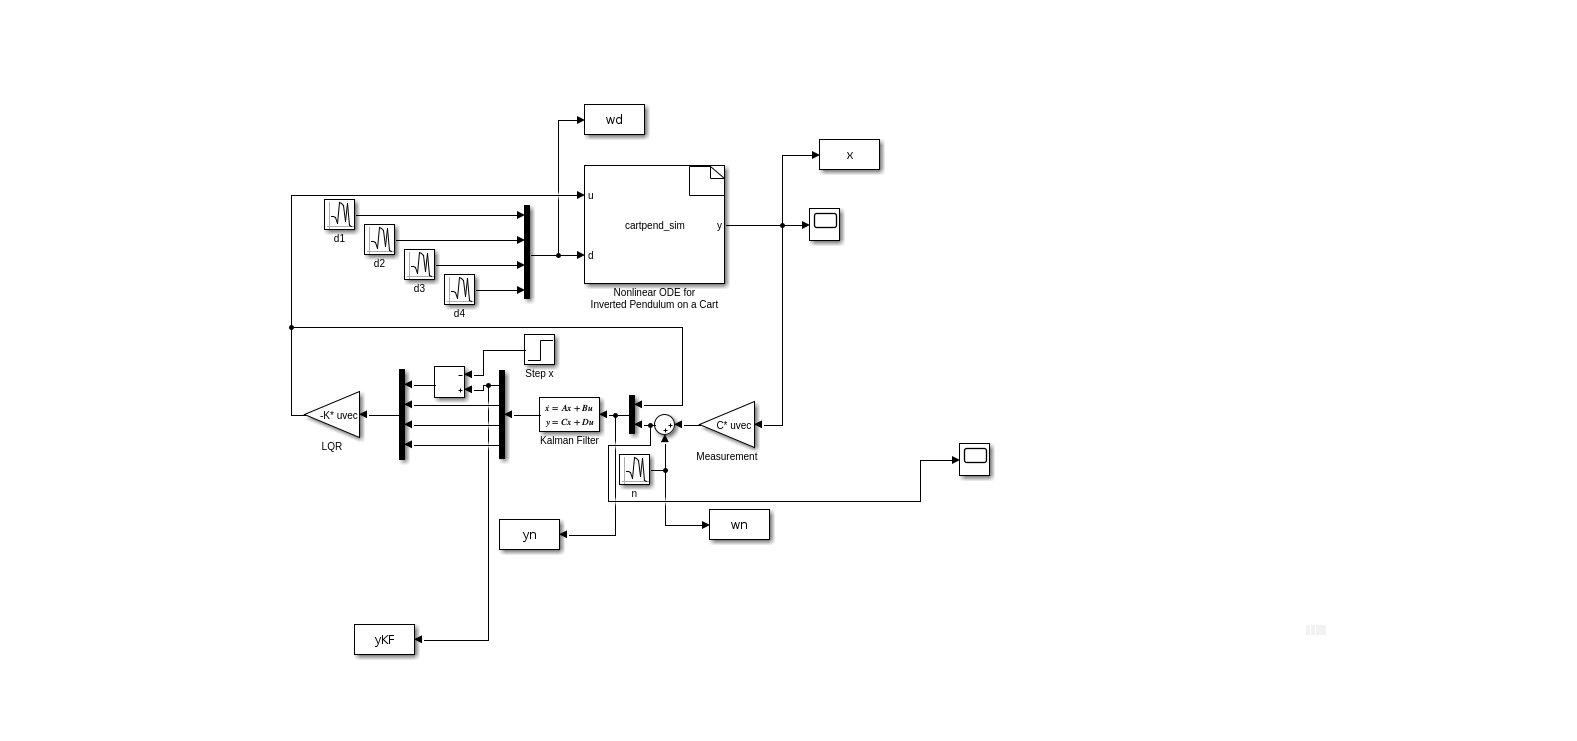 wd
x
u
cartpend_sim
y
d
d1
d2
d3
d4
Nonlinear ODE for
Inverted Pendulum on a Cart
Step x
−
+
-K* uvec
LQR
ẋ = Ax + Bu
y = Cx + Du
Kalman Filter
+
+
C* uvec
Measurement
n
yn
wn
yKF